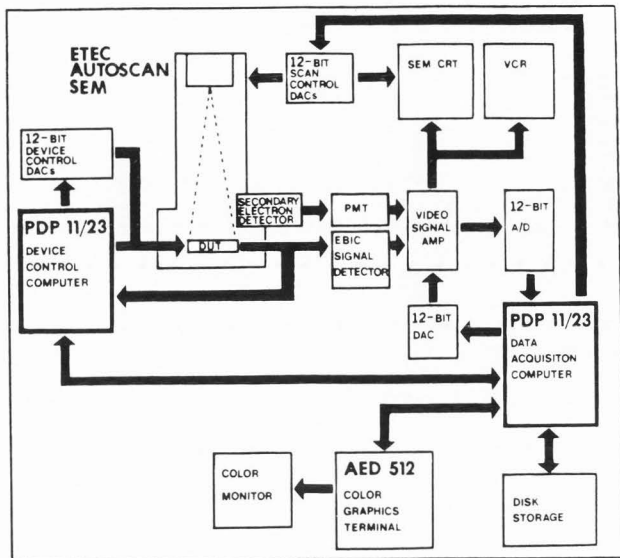 ETEC
AUTOSCAN
SEM
12-BIT
SCAN
CONTROL
DACs
SEM CRT
VCR
12-BIT
DEVICE
CONTROL
DACs
SECONDARY
ELECTRON
DETECTOR
PMT
VIDEO
SIGNAL
AMP
12-BIT
A/D
PDP 11/23
DEVICE
CONTROL
COMPUTER
DUT
EBIC
SIGNAL
DETECTOR
12-BIT
DAC
PDP 11/23
DATA
ACQUISITON
COMPUTER
COLOR
MONITOR
AED 512
COLOR
GRAPHICS
TERMINAL
DISK
STORAGE